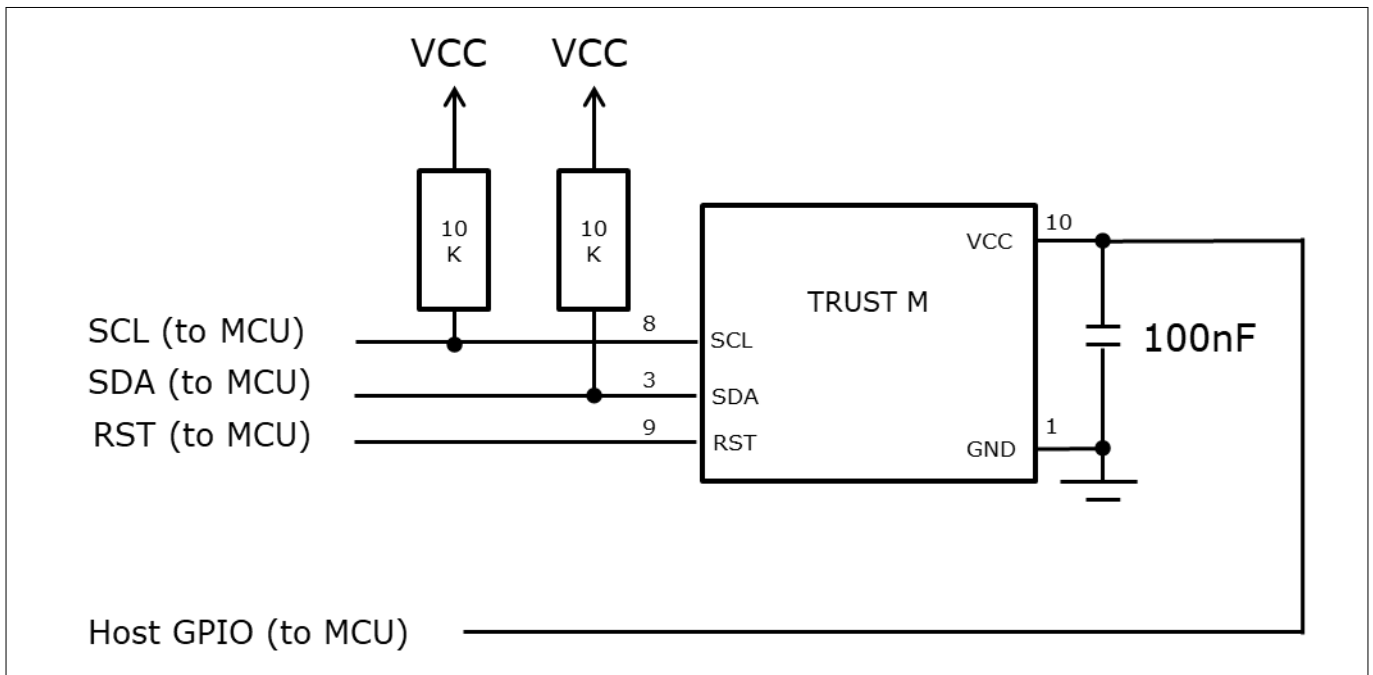 VCC VCC
10
K
10
K
10
VCC
TRUST M
SCL (to MCU)
8
SCL
100nF
SDA (to MCU)
3
SDA
RST (to MCU)
9
RST
1
GND
Host GPIO (to MCU)